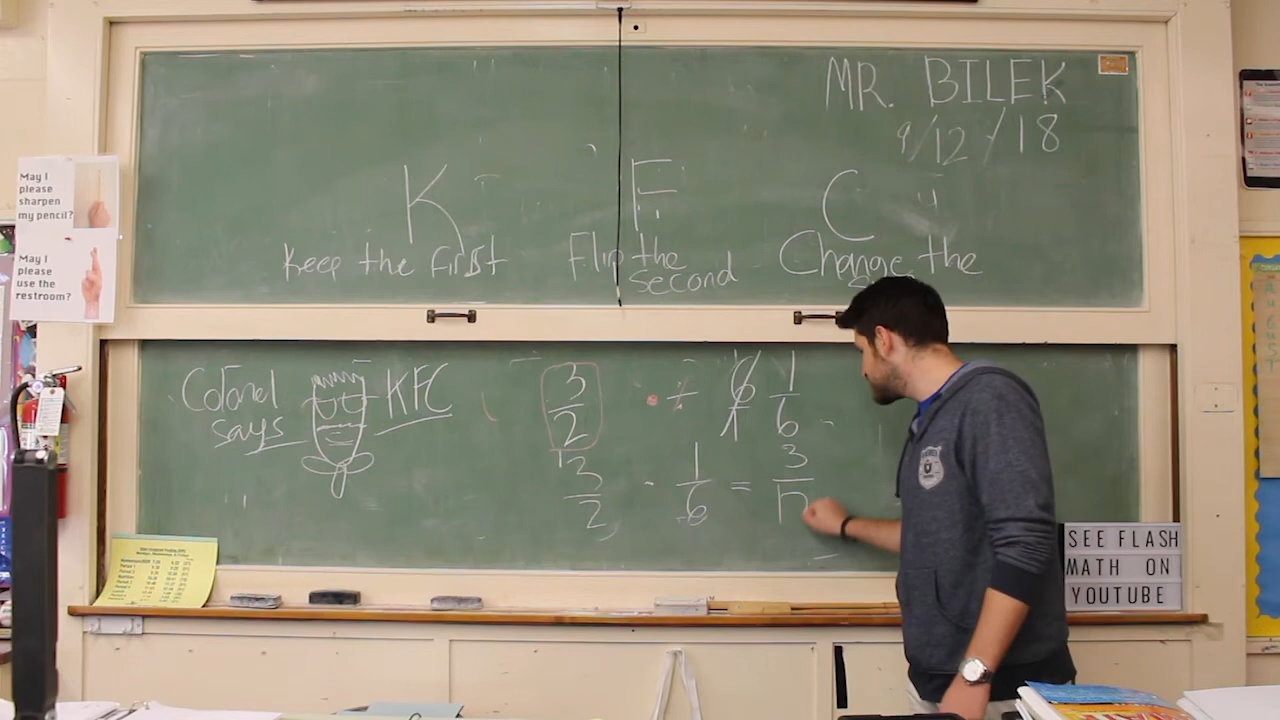 MR. BILEK
9/12/18
K F C
Keep the first Flip the second Change the
May I please sharpen my pencil?
May I please use the restroom?
Colonel says KFC
3/2 ÷ 6/1 1/6
3/2 · 1/6 = 3/12
SEE FLASH
MATH ON
YOUTUBE